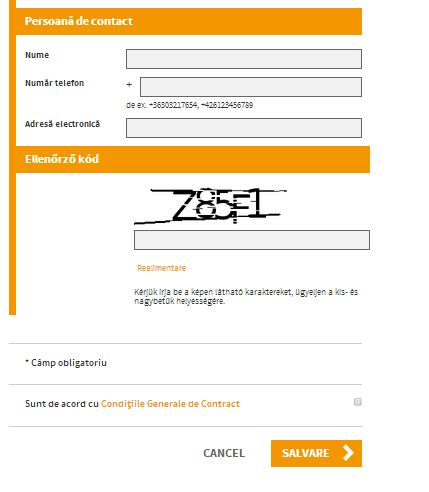 Persoană de contact
Nume
Număr telefon
+
de ex. +36303217654, +426123456789
Adresă electronică
Ellenőrző kód
Realimentare
Kérjük írja be a képen látható karaktereket, ügyeljen a kis- és
nagybetűk helyességére.
* Câmp obligatoriu
Sunt de acord cu Condiţiile Generale de Contract
CANCEL
SALVARE